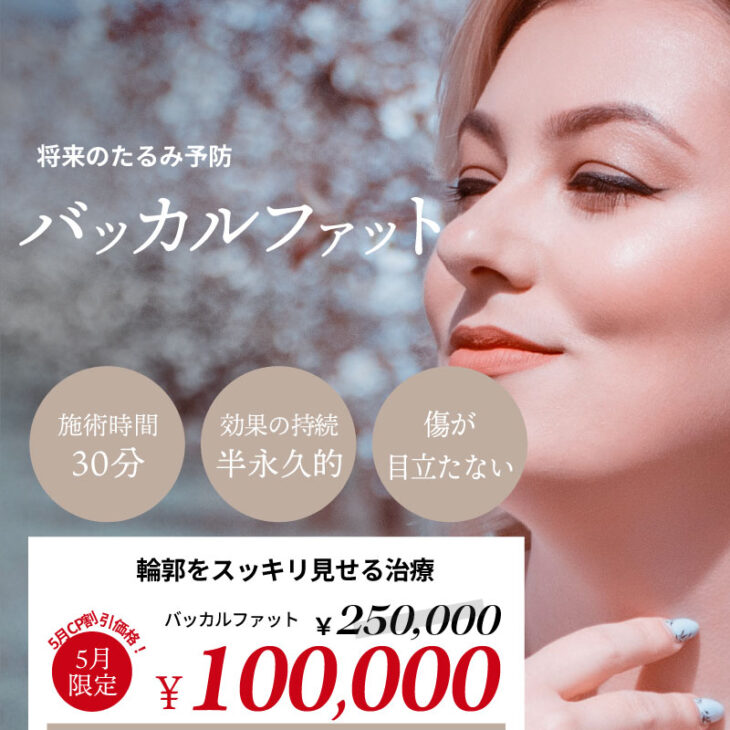 将来のたるみ予防
バッカルファット
施術時間
30分
効果の持続
半永久的
傷が
目立たない
輪郭をスッキリ見せる治療
5月CP割引価格！
5月
限定
バッカルファット ¥250,000
¥100,000